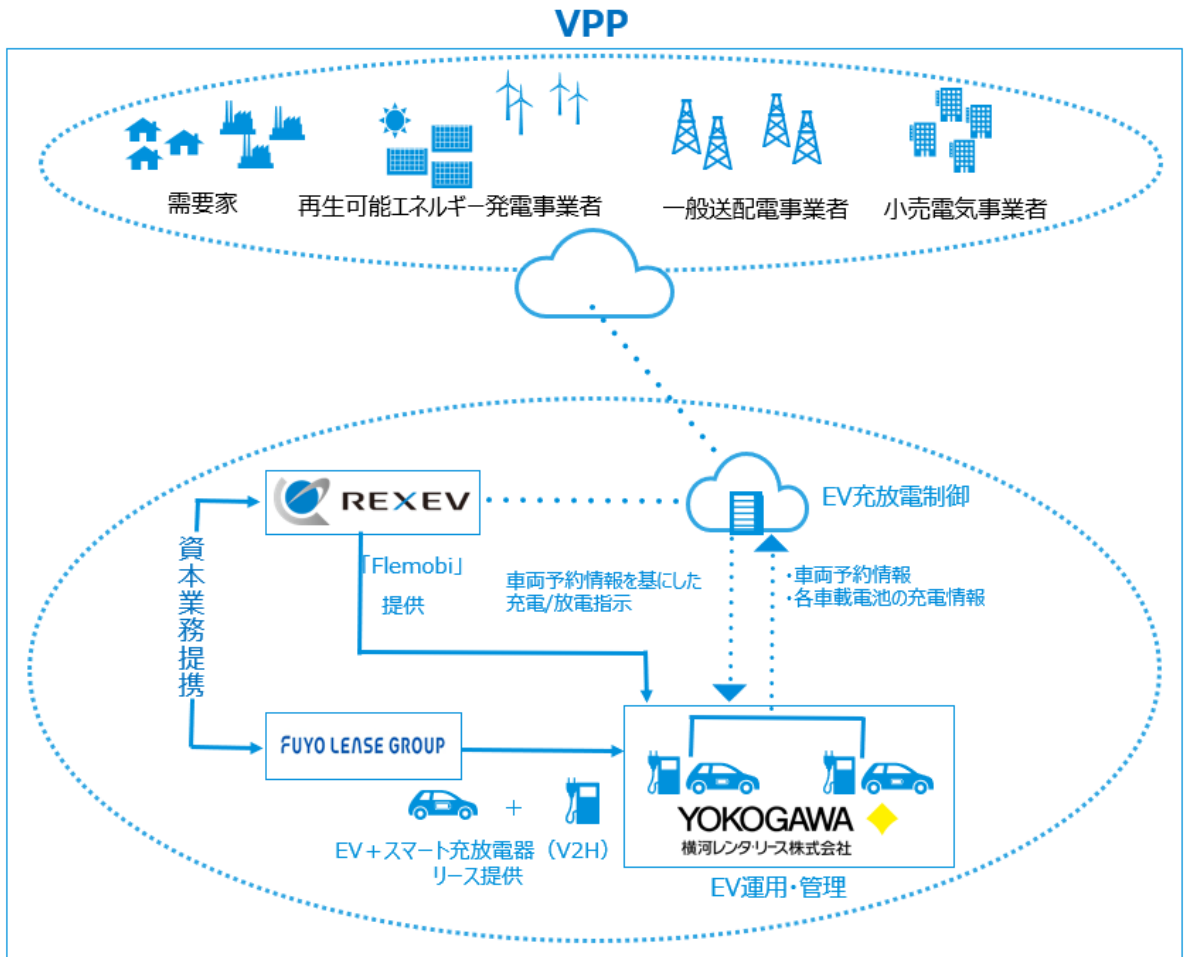 VPP
需要家
再生可能エネルギー発電事業者
一般送配電事業者
小売電気事業者
REXEV
EV充放電制御
資本業務提携
「Flemobi」
提供
車両予約情報を基にした
充電/放電指示
・車両予約情報
・各車載電池の充電情報
FUYO LEASE GROUP
+
EV+スマート充放電器（V2H）
リース提供
YOKOGAWA
横河レンタ・リース株式会社
EV運用・管理